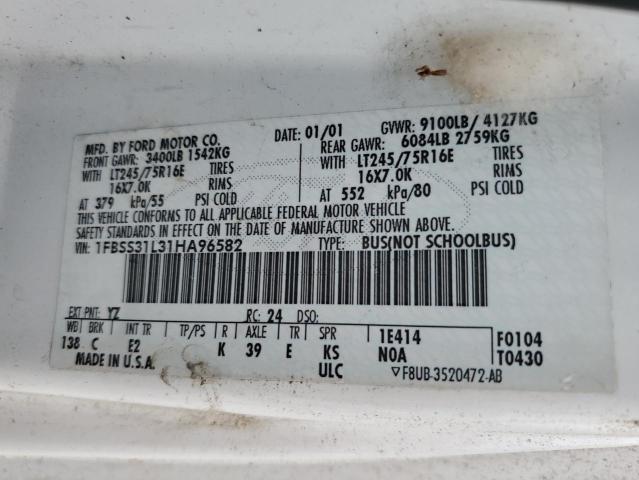 MFD. BY FORD MOTOR CO.
DATE: 01/01 GVWR: 9100LB/ 4127KG
FRONT GAWR: 3400LB 1542KG REAR GAWR: 6084LB 2759KG
WITH LT245/75R16E TIRES WITH LT245/75R16E TIRES
16X7.0K RIMS 16X7.0K RIMS
AT 379 kPa/55 PSI COLD AT 552 kPa/80 PSI COLD
THIS VEHICLE CONFORMS TO ALL APPLICABLE FEDERAL MOTOR VEHICLE
SAFETY STANDARDS IN EFFECT ON THE DATE OF MANUFACTURE SHOWN ABOVE.
VIN: 1FBSS31L31HA96582 TYPE: BUS(NOT SCHOOLBUS)
EXT PNT: YZ RC: 24 DSO:
WB BRK INT TR TP/PS R AXLE TR SPR 1E414 F0104
138 C E2 K 39 E KS N0A T0430
MADE IN U.S.A. ULC ▽F8UB-3520472-AB